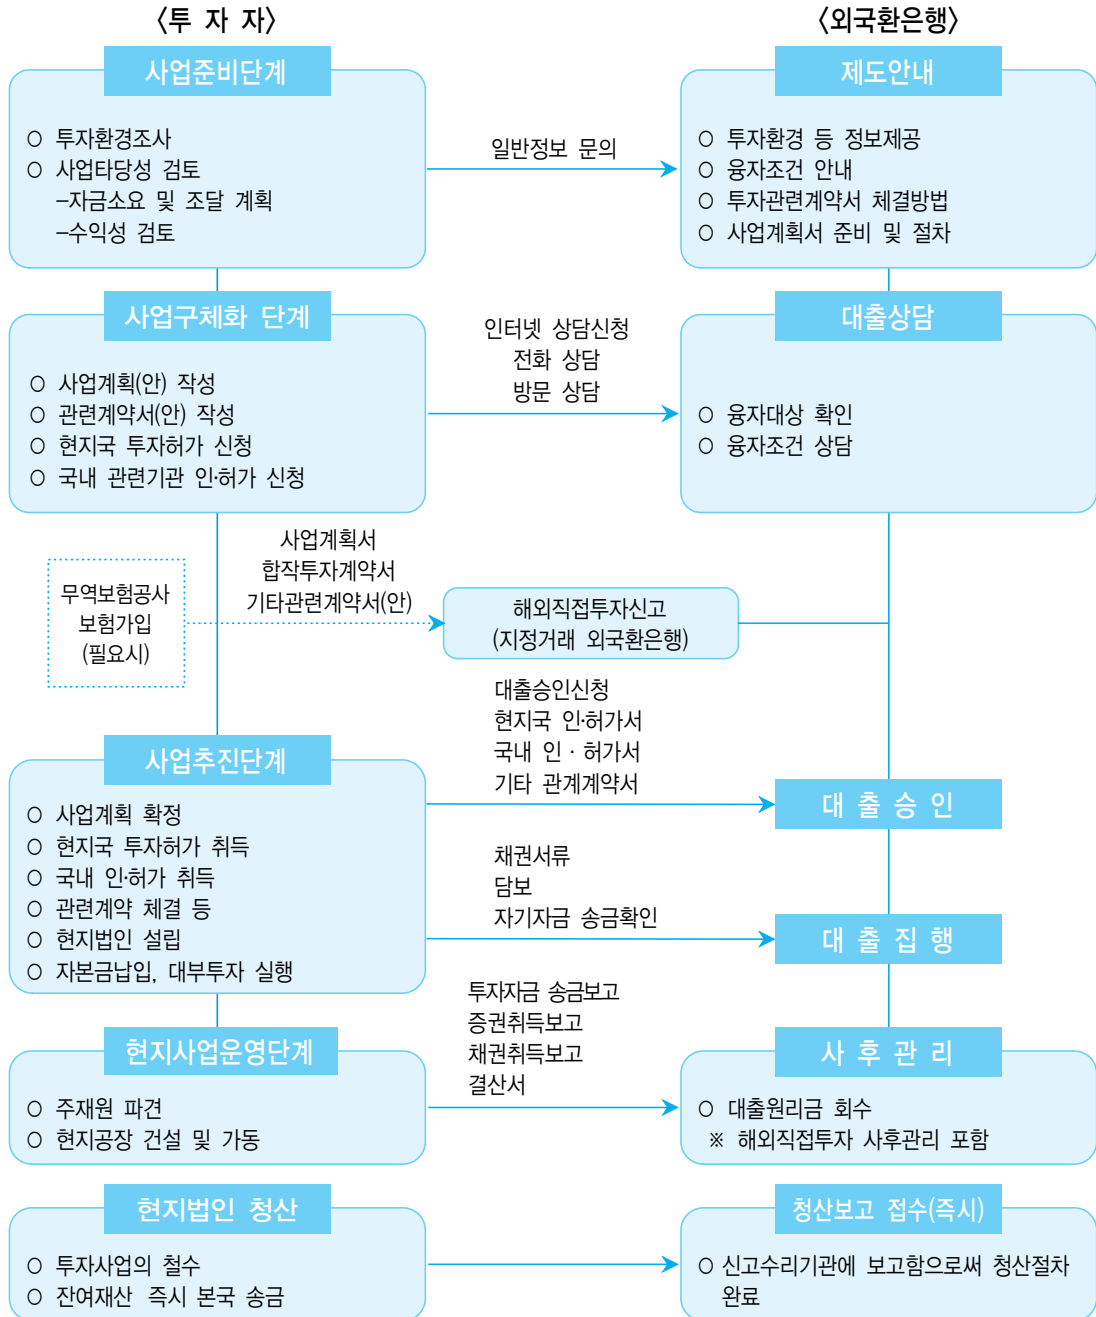 〈투 자 자〉
〈외국환은행〉
사업준비단계
○ 투자환경조사
○ 사업타당성 검토
-자금소요 및 조달 계획
-수익성 검토
일반정보 문의
제도안내
○ 투자환경 등 정보제공
○ 융자조건 안내
○ 투자관련계약서 체결방법
○ 사업계획서 준비 및 절차
사업구체화 단계
○ 사업계획(안) 작성
○ 관련계약서(안) 작성
○ 현지국 투자허가 신청
○ 국내 관련기관 인·허가 신청
인터넷 상담신청
전화 상담
방문 상담
대출상담
○ 융자대상 확인
○ 융자조건 상담
무역보험공사
보험가입
(필요시)
사업계획서
합작투자계약서
기타관련계약서(안)
해외직접투자신고
(지정거래 외국환은행)
사업추진단계
○ 사업계획 확정
○ 현지국 투자허가 취득
○ 국내 인·허가 취득
○ 관련계약 체결 등
○ 현지법인 설립
○ 자본금납입, 대부투자 실행
대출승인신청
현지국 인·허가서
국내 인 · 허가서
기타 관계계약서
대 출 승 인
채권서류
담보
자기자금 송금확인
대 출 집 행
현지사업운영단계
○ 주재원 파견
○ 현지공장 건설 및 가동
투자자금 송금보고
증권취득보고
채권취득보고
결산서
사 후 관 리
○ 대출원리금 회수
※ 해외직접투자 사후관리 포함
현지법인 청산
○ 투자사업의 철수
○ 잔여재산 즉시 본국 송금
청산보고 접수(즉시)
○ 신고수리기관에 보고함으로써 청산절차
완료